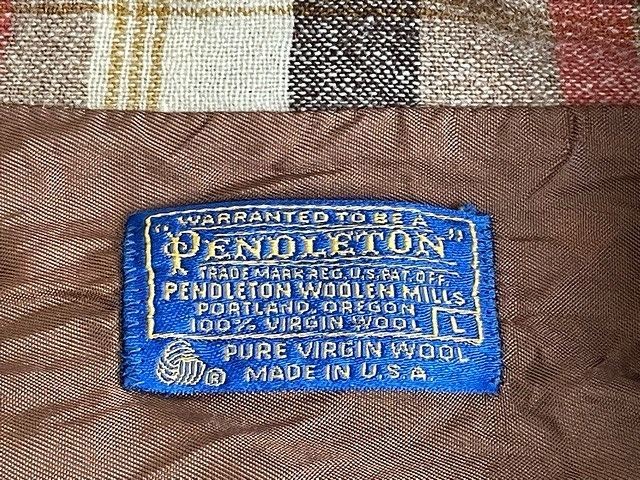 WARRANTED TO BE A
"PENDLETON"
TRADE MARK REG. U.S. PAT. OFF.
PENDLETON WOOLEN MILLS
PORTLAND, OREGON
100% VIRGIN WOOL L
® PURE VIRGIN WOOL
MADE IN U.S.A.